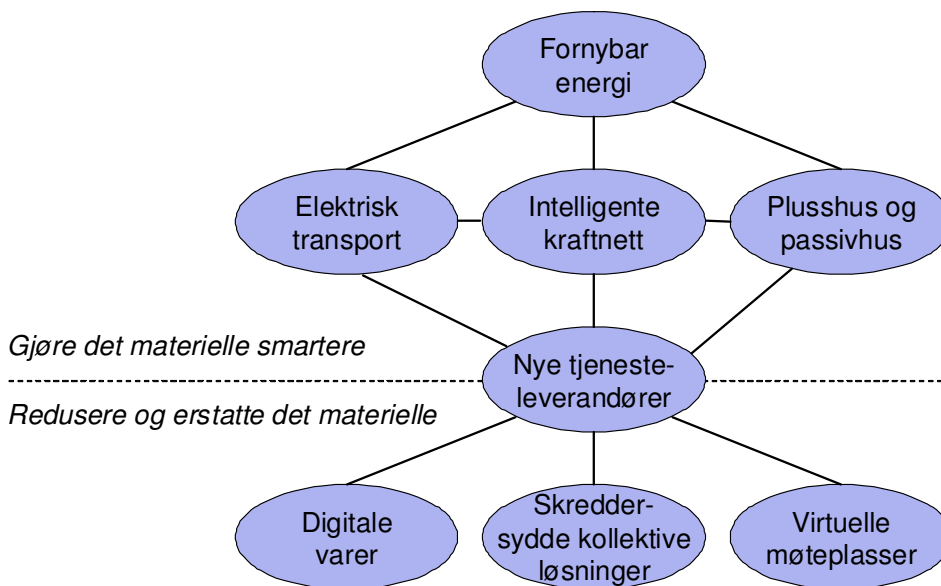 Fornybar
energi
Elektrisk
transport
Intelligente
kraftnett
Plusshus og
passivhus
Gjøre det materielle smartere
Nye tjeneste-
leverandører
Redusere og erstatte det materielle
Digitale
varer
Skredder-
sydde kollektive
løsninger
Virtuelle
møteplasser